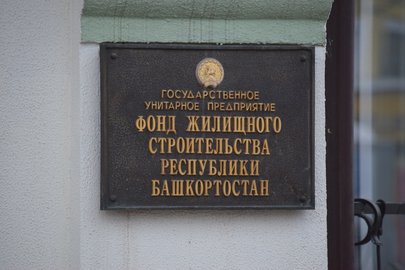 ГОСУДАРСТВЕННОЕ
УНИТАРНОЕ ПРЕДПРИЯТИЕ
ФОНД ЖИЛИЩНОГО
СТРОИТЕЛЬСТВА
РЕСПУБЛИКИ
БАШКОРТОСТАН